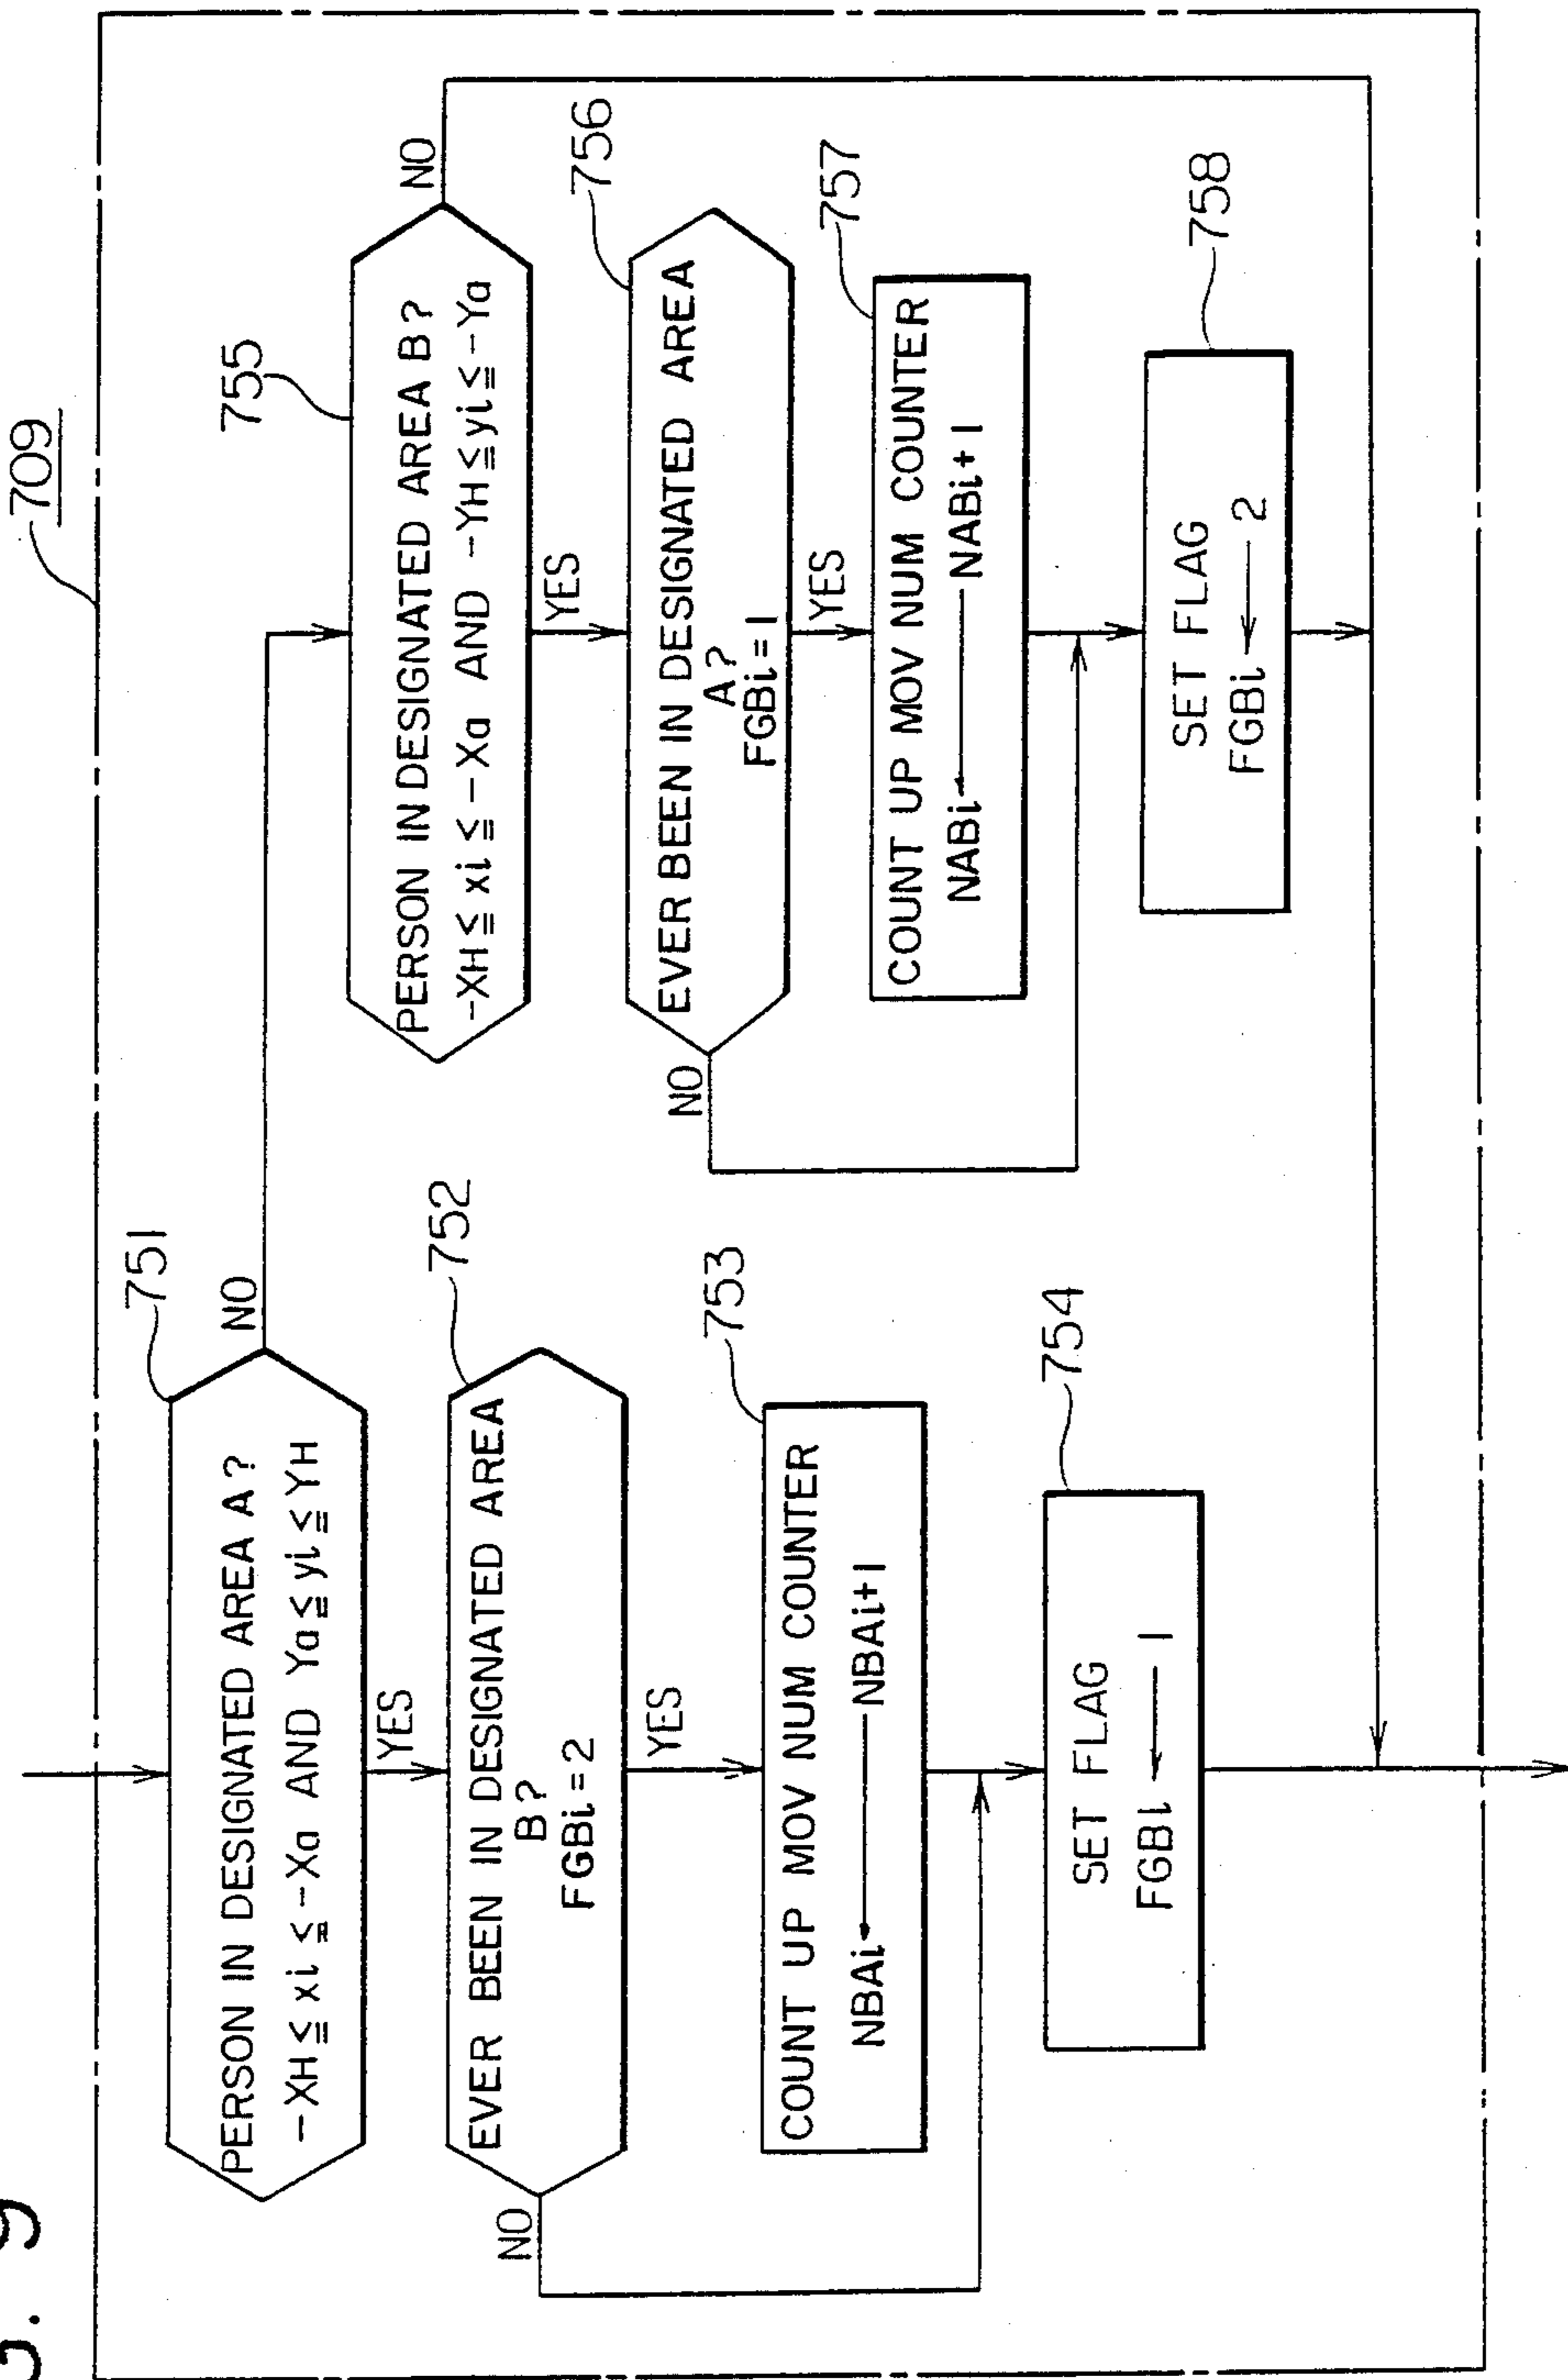 G. 9
709
751
PERSON IN DESIGNATED AREA A?
-XH ≦ xi ≦ -Xa AND Ya ≦ yi ≦ YH
NO
YES
752
EVER BEEN IN DESIGNATED AREA
B?
FGBi = 2
NO
YES
753
COUNT UP MOV NUM COUNTER
NBAi ← NBAi+1
754
SET FLAG
FGBi ← 1
755
PERSON IN DESIGNATED AREA B?
-XH ≦ xi ≦ -Xa AND -YH ≦ yi ≦ -Ya
NO
YES
756
EVER BEEN IN DESIGNATED AREA
A?
FGBi = 1
NO
YES
757
COUNT UP MOV NUM COUNTER
NABi ← NABi+1
758
SET FLAG
FGBi ← 2